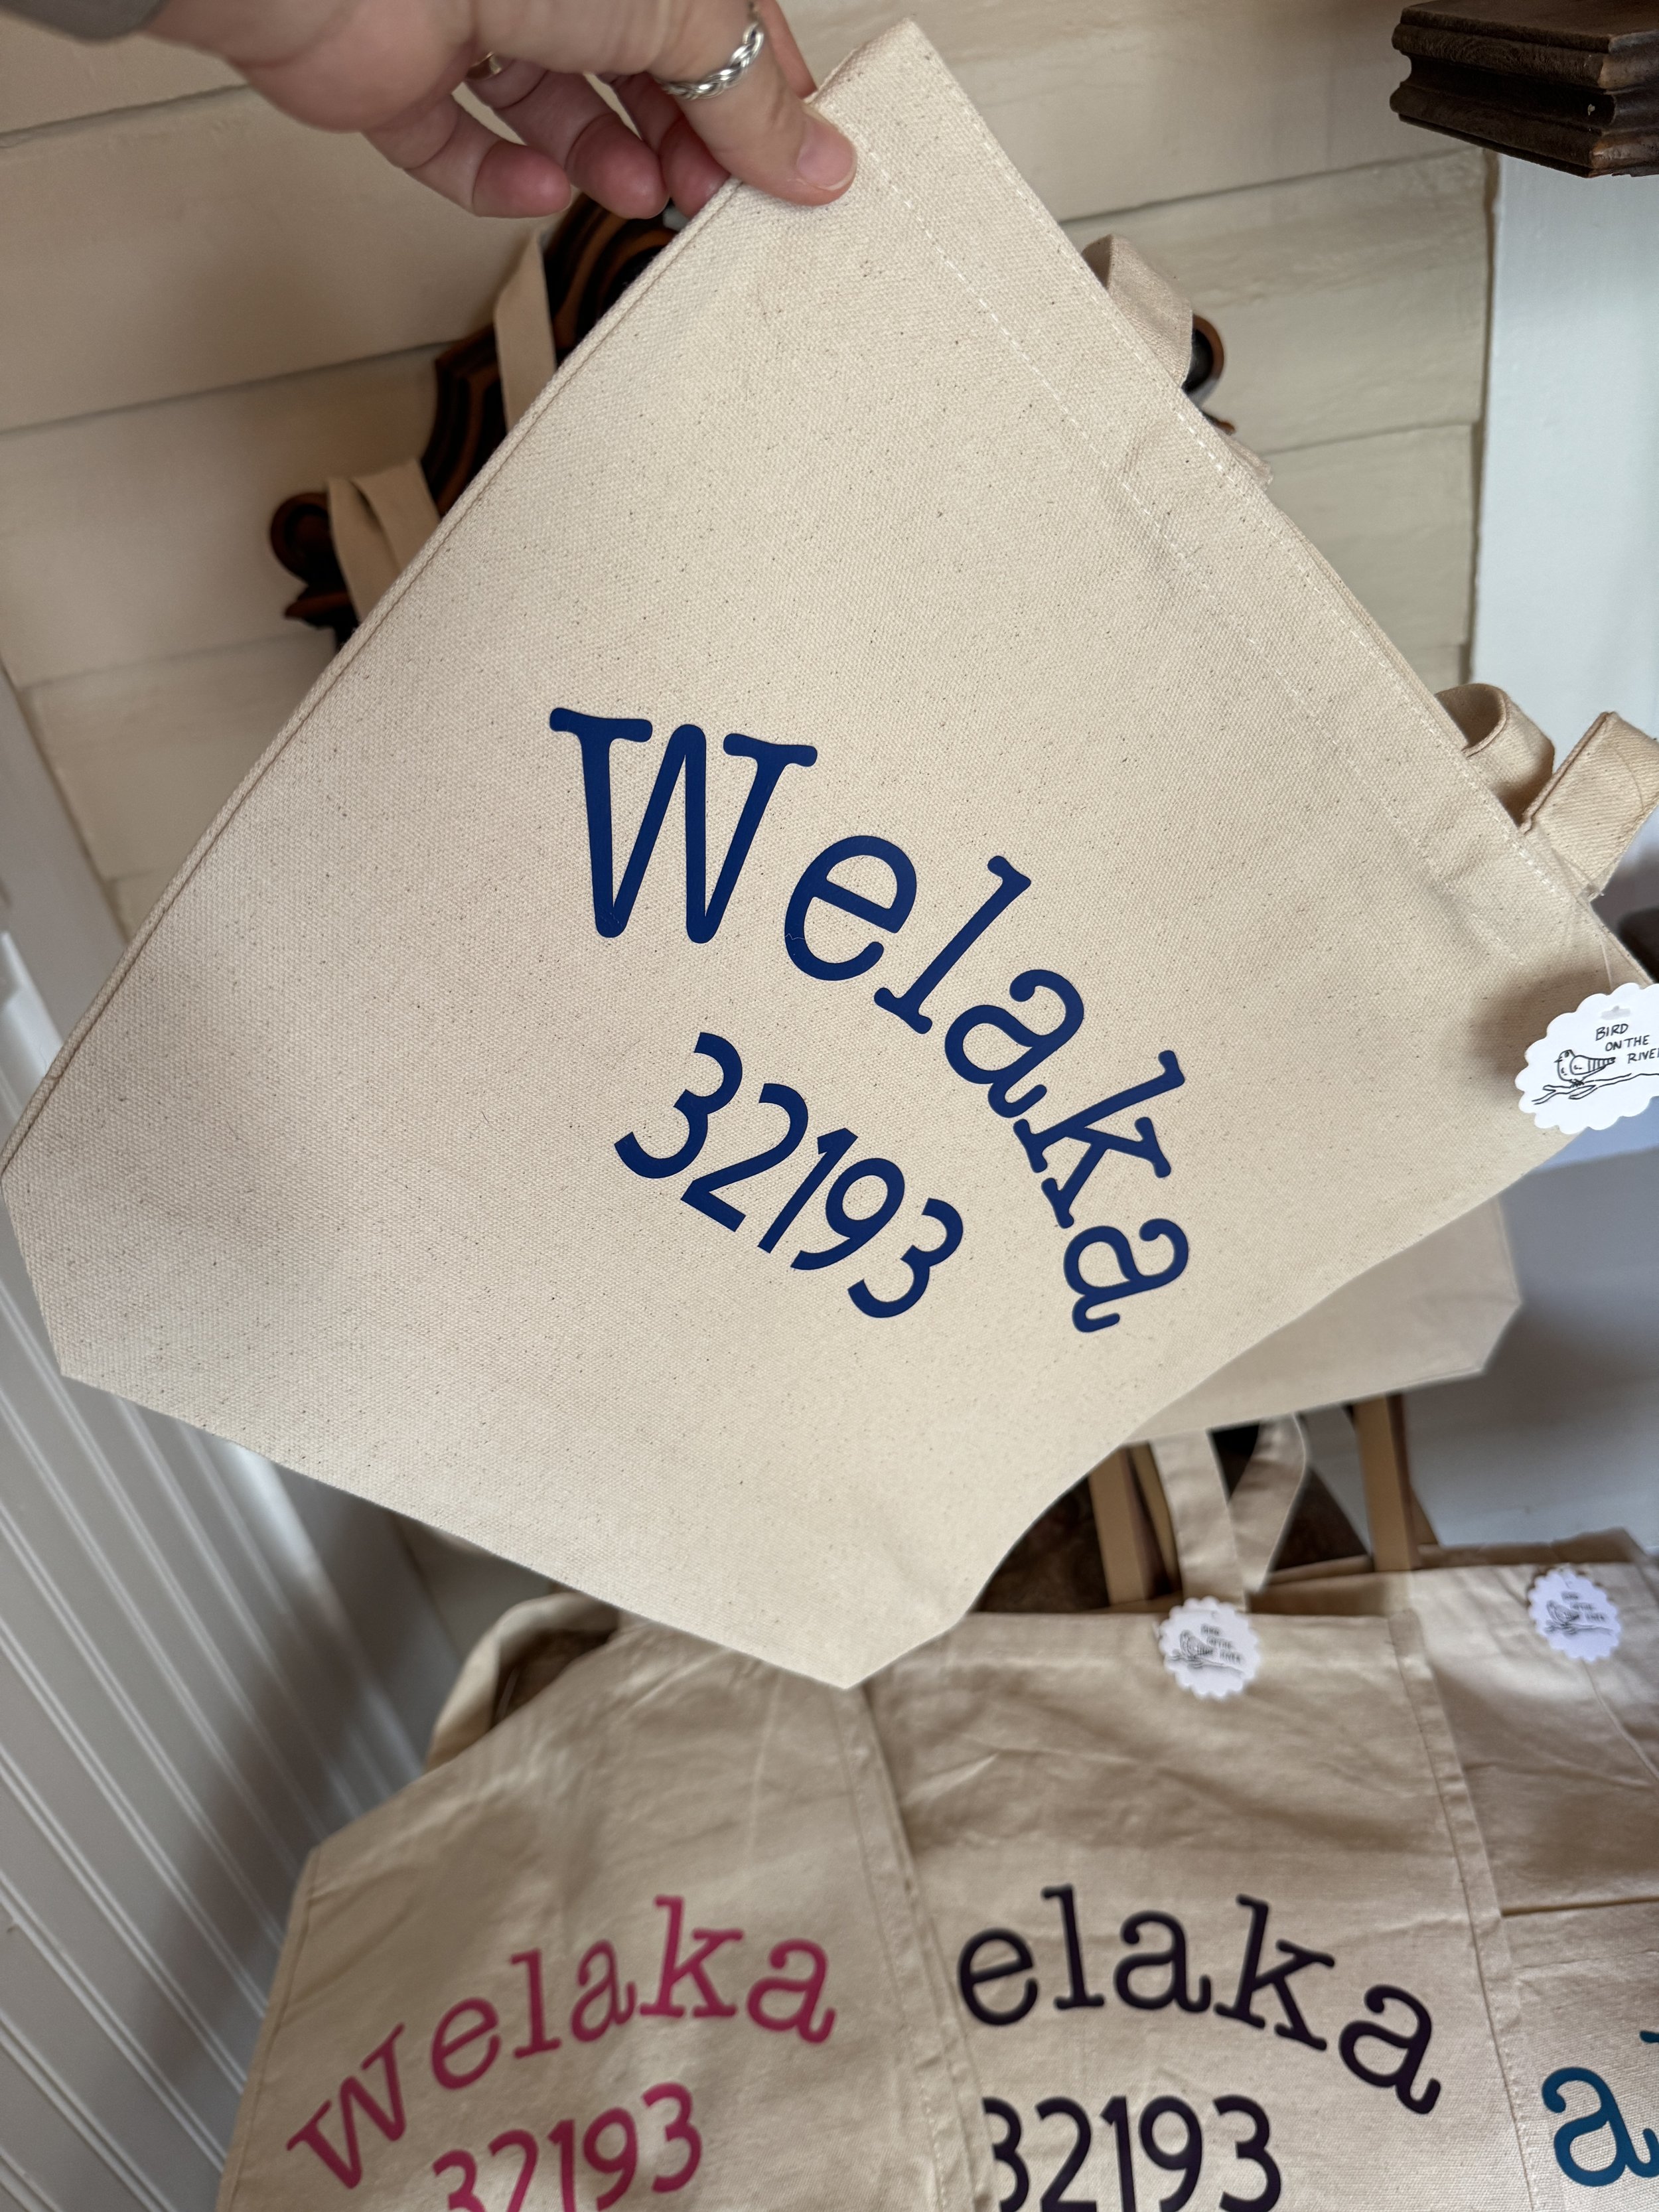 Welaka
32193
BIRD
ON THE
RIVE
welaka
32193
elaka
32193
a